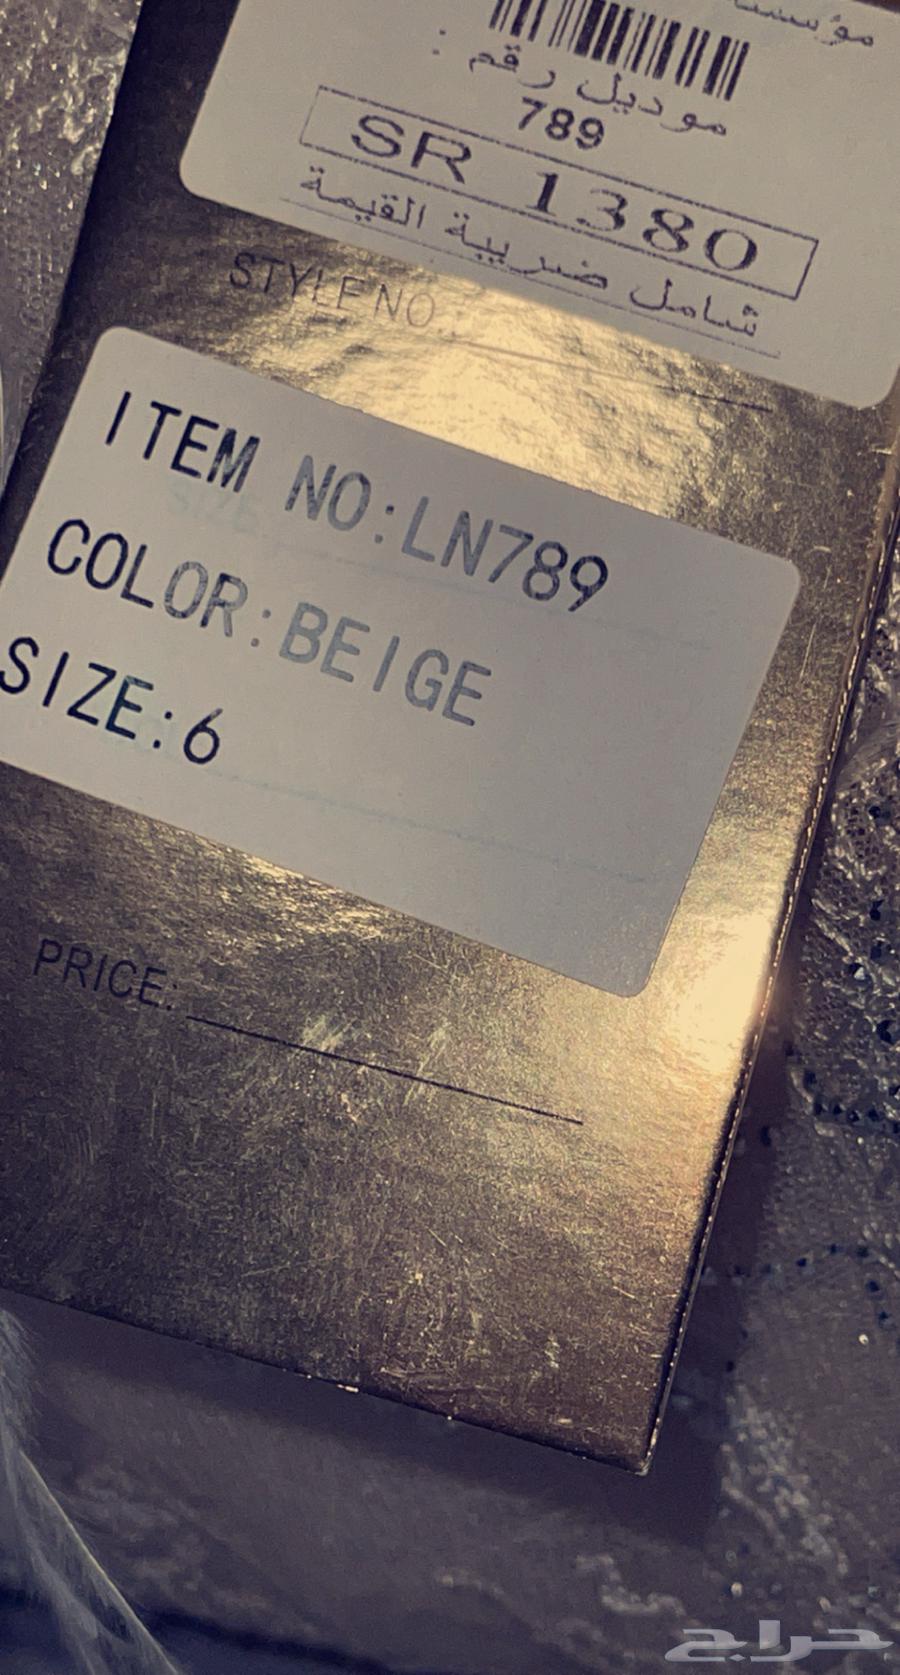 موديل رقم :
789
SR 1380
شامل ضريبة القيمة
STYLE NO.:
ITEM NO:LN789
SIZE
COLOR:BEIGE
SIZE:6
PRICE:
حراج